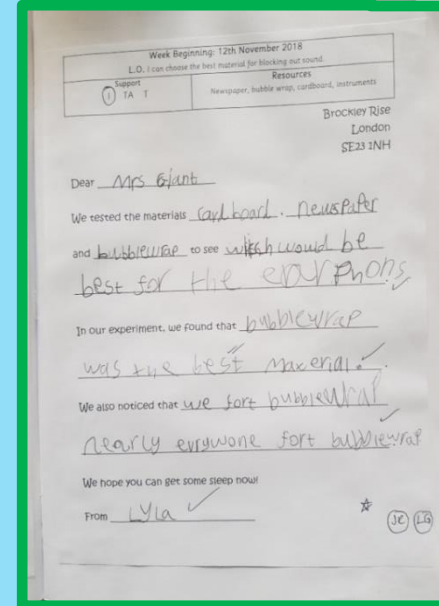 Week Beginning: 12th November 2018
L.O. I can choose the best material for blocking out sound.
Support
I TA T
Resources
Newspaper, bubble wrap, cardboard, instruments
Brockley Rise
London
SE23 1NH
Dear Mrs Giant
We tested the materials cardboard. newspaper
and bubblewrap to see would be
best for the earphons
In our experiment, we found that bubblewrap
was the best maxerial.
We also noticed that we fort bubblewrap
nearly evrywone fort bubblewrap
We hope you can get some sleep now!
From Lyla
JC LG